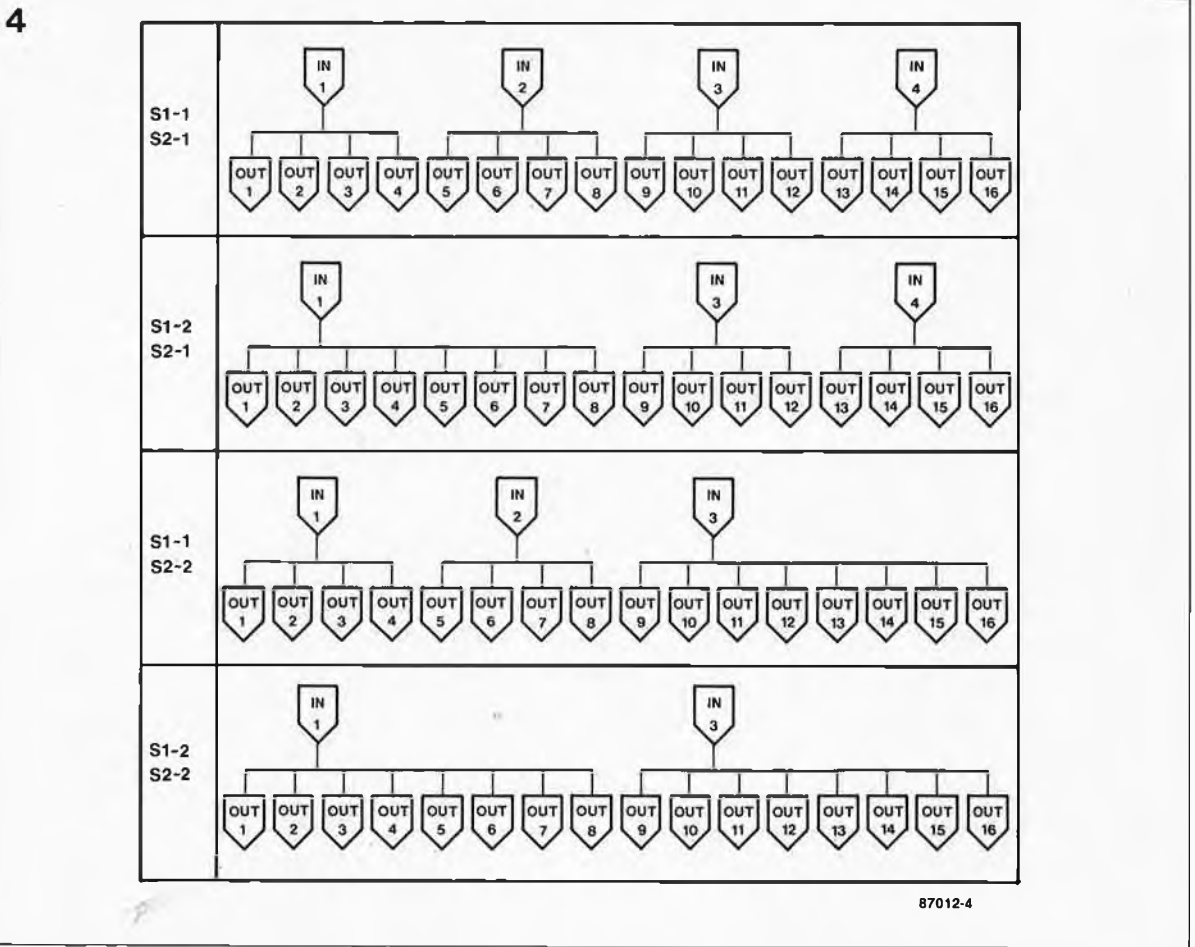 4
IN IN IN IN
1 2 3 4
S1-1
S2-1
OUT OUT OUT OUT OUT OUT OUT OUT OUT OUT OUT OUT OUT OUT OUT OUT
1 2 3 4 5 6 7 8 9 10 11 12 13 14 15 16
IN IN IN
1 3 4
S1-2
S2-1
OUT OUT OUT OUT OUT OUT OUT OUT OUT OUT OUT OUT OUT OUT OUT OUT
1 2 3 4 5 6 7 8 9 10 11 12 13 14 15 16
IN IN IN
1 2 3
S1-1
S2-2
OUT OUT OUT OUT OUT OUT OUT OUT OUT OUT OUT OUT OUT OUT OUT OUT
1 2 3 4 5 6 7 8 9 10 11 12 13 14 15 16
IN IN
1 3
S1-2
S2-2
OUT OUT OUT OUT OUT OUT OUT OUT OUT OUT OUT OUT OUT OUT OUT OUT
1 2 3 4 5 6 7 8 9 10 11 12 13 14 15 16
87012-4